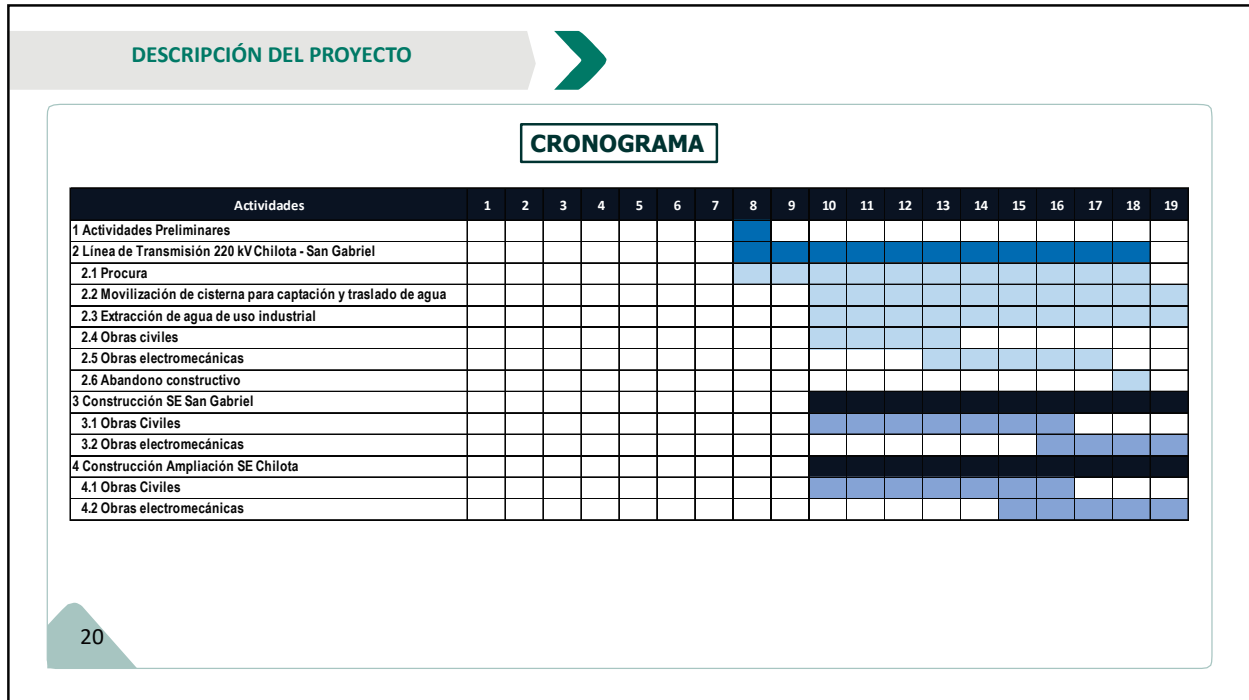 DESCRIPCIÓN DEL PROYECTO
CRONOGRAMA
Actividades 1 2 3 4 5 6 7 8 9 10 11 12 13 14 15 16 17 18 19
1 Actividades Preliminares
2 Línea de Transmisión 220 kV Chilota - San Gabriel
2.1 Procura
2.2 Movilización de cisterna para captación y traslado de agua
2.3 Extracción de agua de uso industrial
2.4 Obras civiles
2.5 Obras electromecánicas
2.6 Abandono constructivo
3 Construcción SE San Gabriel
3.1 Obras Civiles
3.2 Obras electromecánicas
4 Construcción Ampliación SE Chilota
4.1 Obras Civiles
4.2 Obras electromecánicas
20